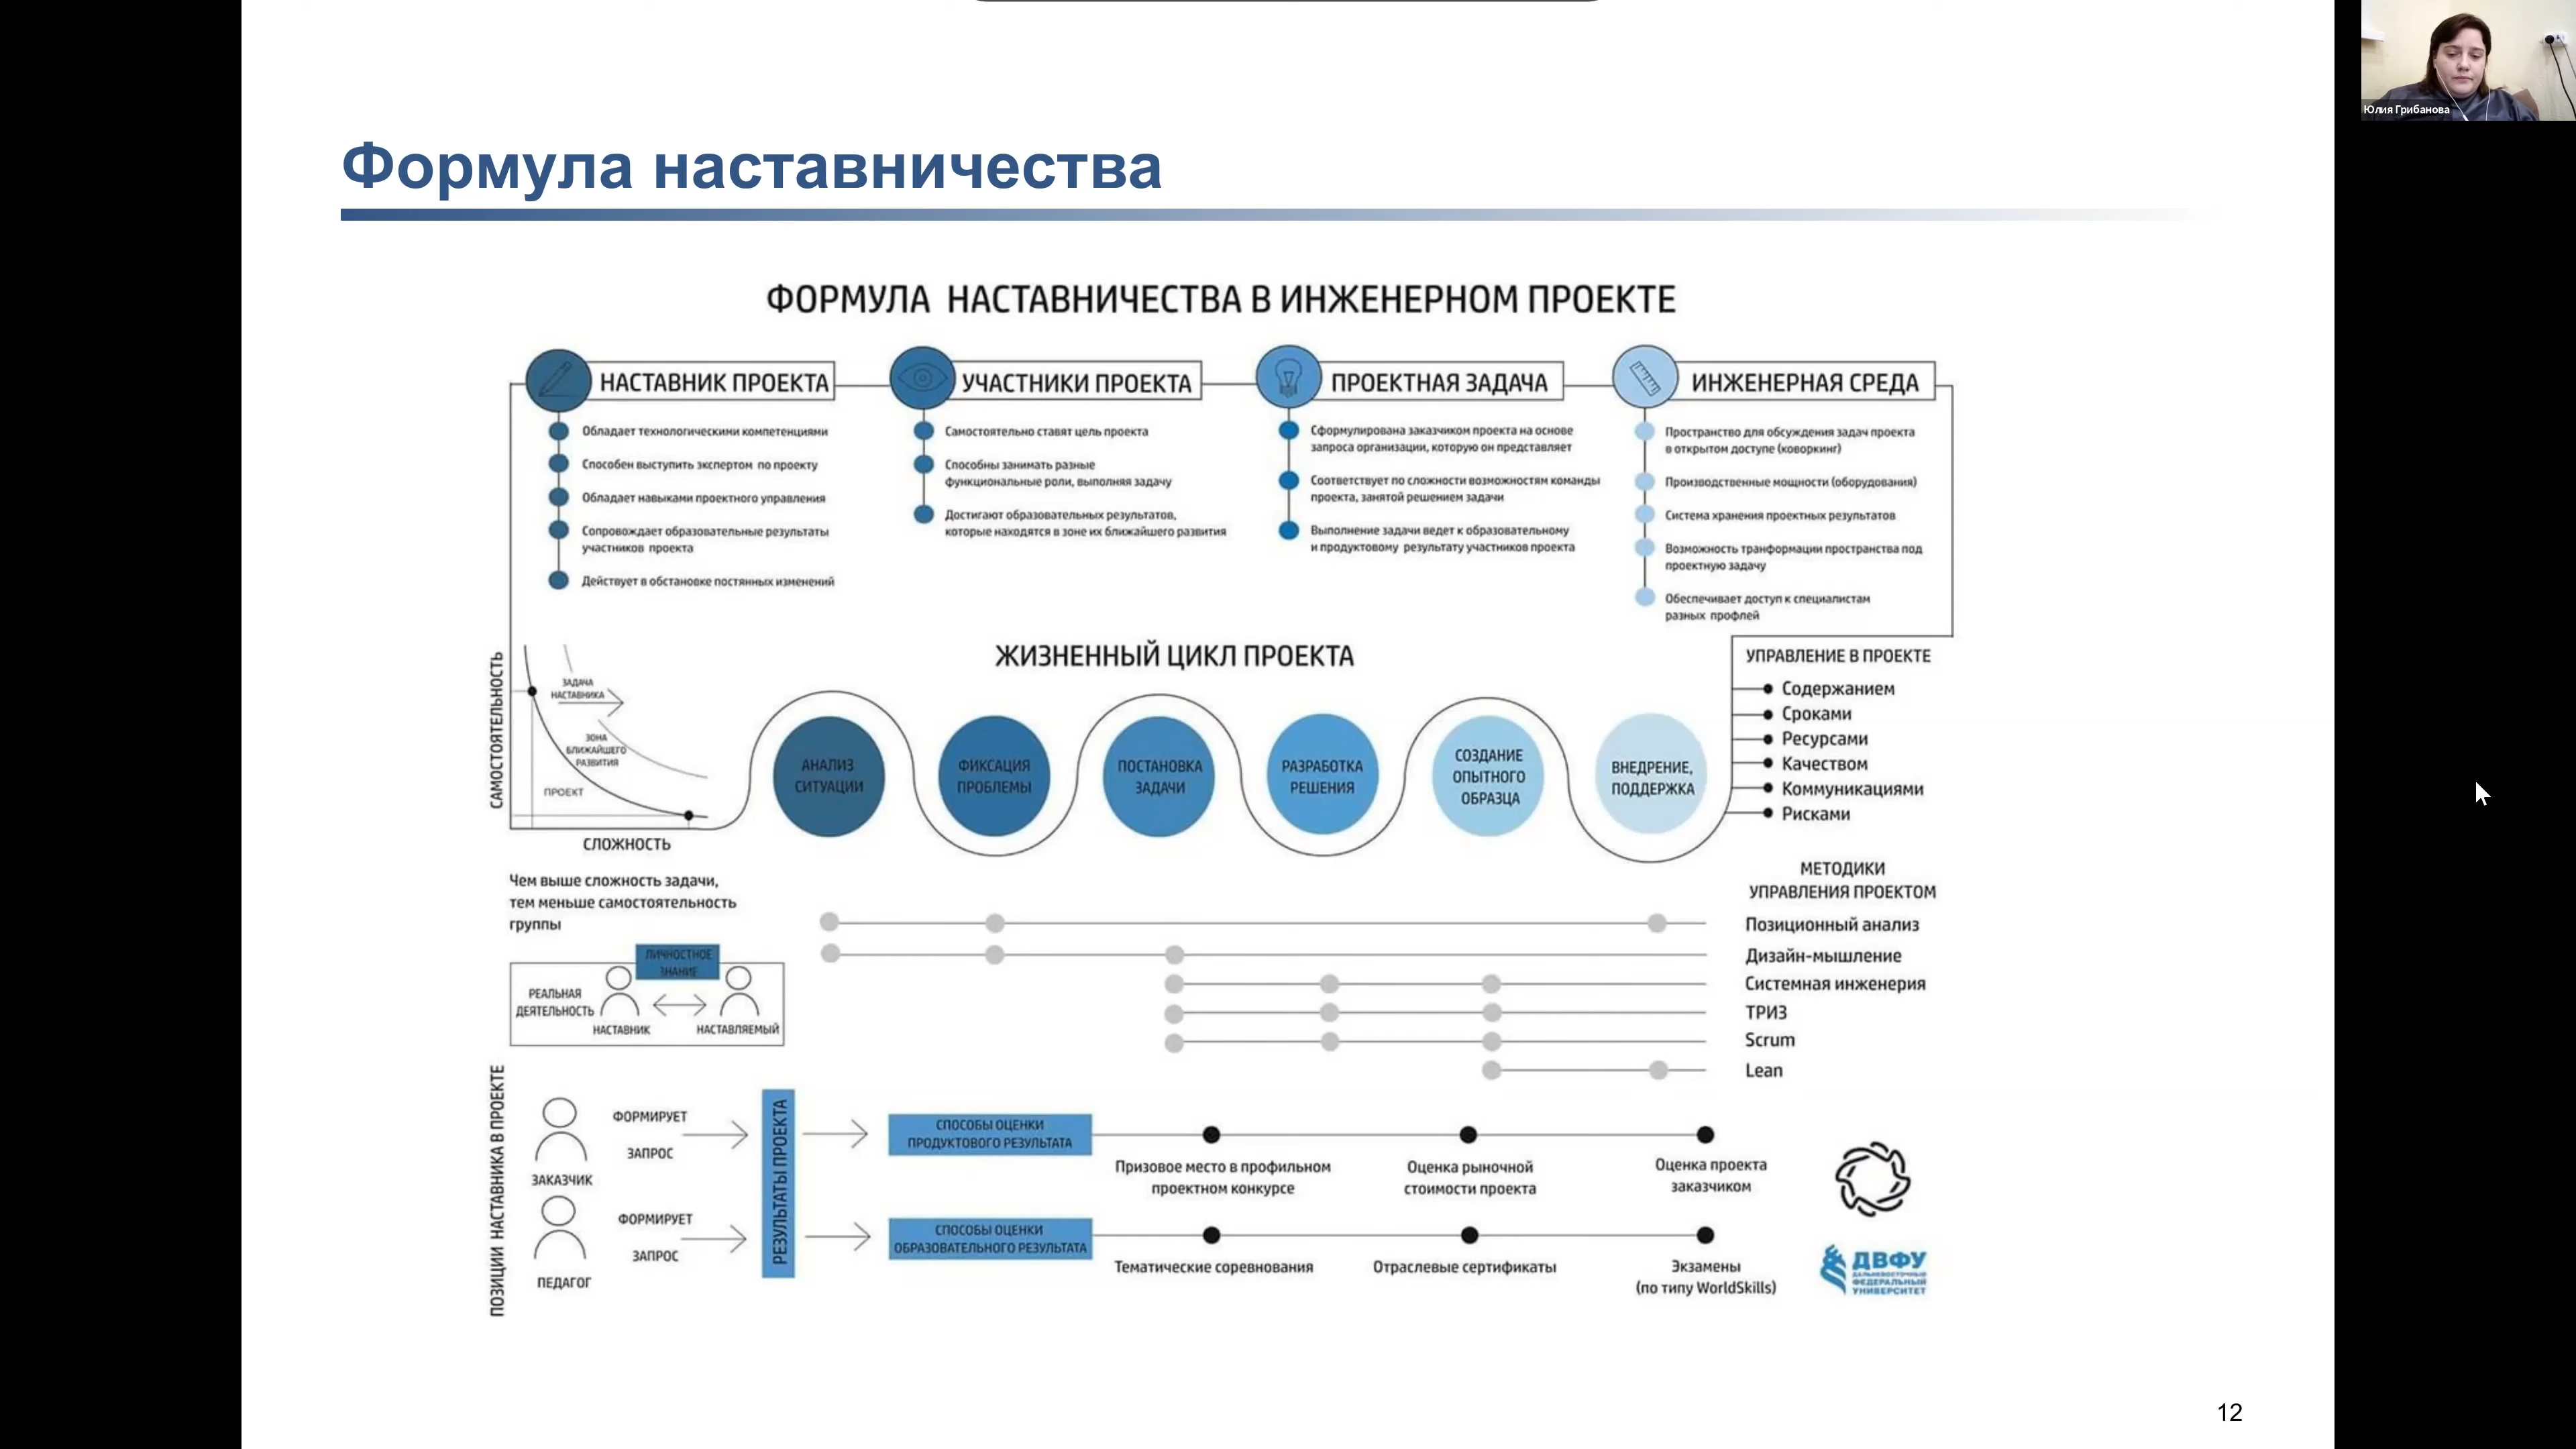 Юлия Грибанова
Формула наставничества
ФОРМУЛА НАСТАВНИЧЕСТВА В ИНЖЕНЕРНОМ ПРОЕКТЕ
НАСТАВНИК ПРОЕКТА
Обладает технологическими компетенциями
Способен выступить экспертом по проекту
Обладает навыками проектного управления
Сопровождает образовательные результаты
участников проекта
Действует в обстановке постянных изменений
УЧАСТНИКИ ПРОЕКТА
Самостоятельно ставят цель проекта
Способны занимать разные
функциональные роли, выполняя задачу
Достигают образовательных результатов,
которые находятся в зоне их ближайшего развития
ПРОЕКТНАЯ ЗАДАЧА
Сформулирована заказчиком проекта на основе
запроса организации, которую он представляет
Соответствует по сложности возможностям команды
проекта, занятой решением задачи
Выполнение задачи ведет к образовательному
и продуктовому результату участников проекта
ИНЖЕНЕРНАЯ СРЕДА
Пространство для обсуждения задач проекта
в открытом доступе (коворкинг)
Производственные мощности (оборудования)
Система хранения проектных результатов
Возможность транформации пространства под
проектную задачу
Обеспечивает доступ к специалистам
разных профлей
САМОСТОЯТЕЛЬНОСТЬ
ЗАДАЧА
НАСТАВНИКА
ЗОНА
БЛИЖАЙШЕГО
РАЗВИТИЯ
ПРОЕКТ
СЛОЖНОСТЬ
ЖИЗНЕННЫЙ ЦИКЛ ПРОЕКТА
АНАЛИЗ
СИТУАЦИИ
ФИКСАЦИЯ
ПРОБЛЕМЫ
ПОСТАНОВКА
ЗАДАЧИ
РАЗРАБОТКА
РЕШЕНИЯ
СОЗДАНИЕ
ОПЫТНОГО
ОБРАЗЦА
ВНЕДРЕНИЕ,
ПОДДЕРЖКА
УПРАВЛЕНИЕ В ПРОЕКТЕ
Содержанием
Сроками
Ресурсами
Качеством
Коммуникациями
Рисками
Чем выше сложность задачи,
тем меньше самостоятельность
группы
ЛИЧНОСТНОЕ
ЗНАНИЕ
РЕАЛЬНАЯ
ДЕЯТЕЛЬНОСТЬ
НАСТАВНИК
НАСТАВЛЯЕМЫЙ
МЕТОДИКИ
УПРАВЛЕНИЯ ПРОЕКТОМ
Позиционный анализ
Дизайн-мышление
Системная инженерия
ТРИЗ
Scrum
Lean
ПОЗИЦИИ НАСТАВНИКА В ПРОЕКТЕ
ФОРМИРУЕТ
ЗАПРОС
ЗАКАЗЧИК
ФОРМИРУЕТ
ЗАПРОС
ПЕДАГОГ
РЕЗУЛЬТАТЫ ПРОЕКТА
СПОСОБЫ ОЦЕНКИ
ПРОДУКТОВОГО РЕЗУЛЬТАТА
Призовое место в профильном
проектном конкурсе
Оценка рыночной
стоимости проекта
Оценка проекта
заказчиком
СПОСОБЫ ОЦЕНКИ
ОБРАЗОВАТЕЛЬНОГО РЕЗУЛЬТАТА
Тематические соревнования
Отраслевые сертификаты
Экзамены
(по типу WorldSkills)
ДВФУ
ДАЛЬНЕВОСТОЧНЫЙ
ФЕДЕРАЛЬНЫЙ
УНИВЕРСИТЕТ
12